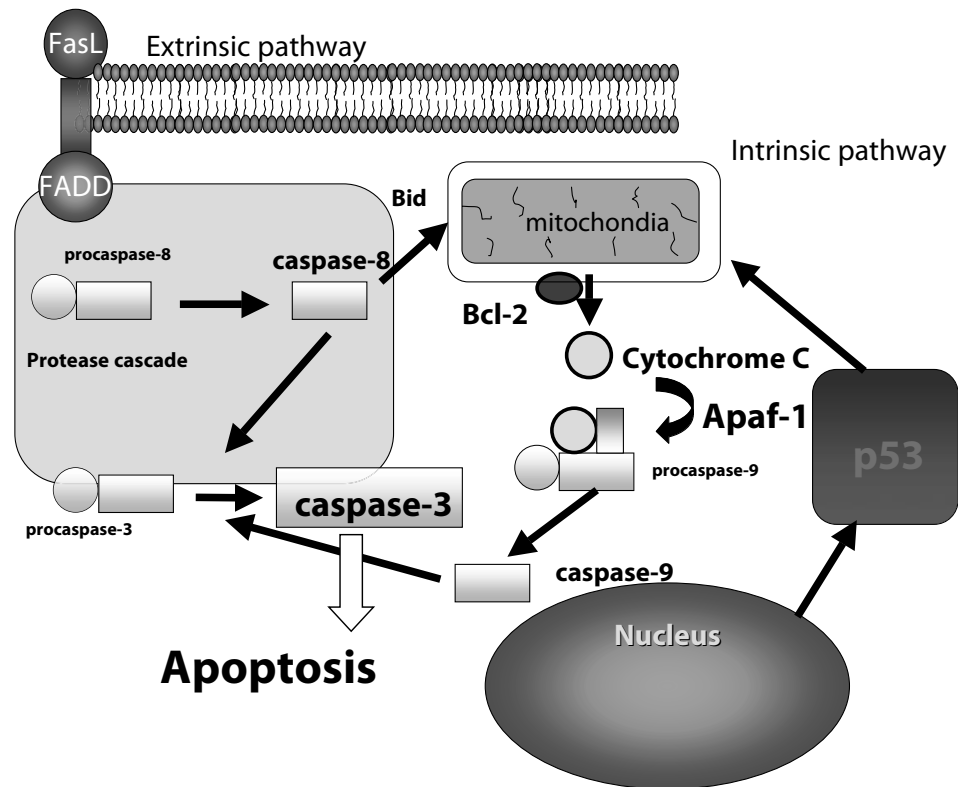 FasL
Extrinsic pathway
Intrinsic pathway
FADD
Bid
mitochondia
procaspase-8
caspase-8
Bcl-2
Protease cascade
Cytochrome C
Apaf-1
p53
procaspase-9
procaspase-3
caspase-3
caspase-9
Nucleus
Apoptosis